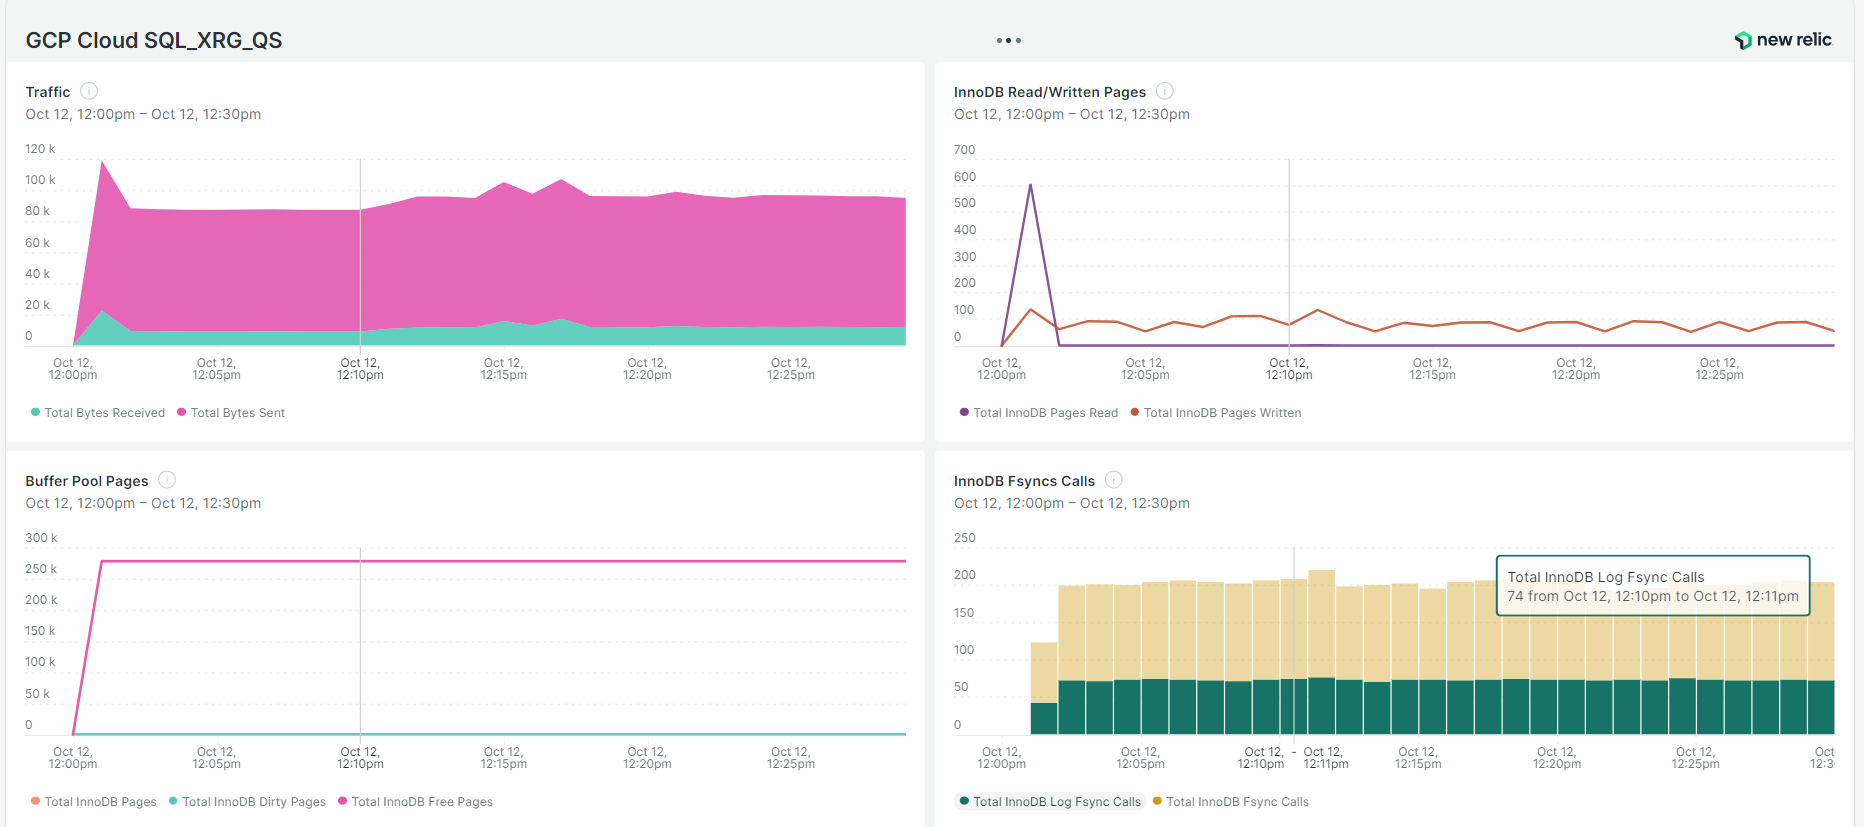 GCP Cloud SQL_XRG_QS
new relic
Traffic
Oct 12, 12:00pm – Oct 12, 12:30pm
120 k
100 k
80 k
60 k
40 k
20 k
0
Oct 12, 12:00pm
Oct 12, 12:05pm
Oct 12, 12:10pm
Oct 12, 12:15pm
Oct 12, 12:20pm
Oct 12, 12:25pm
Total Bytes Received Total Bytes Sent
InnoDB Read/Written Pages
Oct 12, 12:00pm – Oct 12, 12:30pm
700
600
500
400
300
200
100
0
Oct 12, 12:00pm
Oct 12, 12:05pm
Oct 12, 12:10pm
Oct 12, 12:15pm
Oct 12, 12:20pm
Oct 12, 12:25pm
Total InnoDB Pages Read Total InnoDB Pages Written
Buffer Pool Pages
Oct 12, 12:00pm – Oct 12, 12:30pm
300 k
250 k
200 k
150 k
100 k
50 k
0
Oct 12, 12:00pm
Oct 12, 12:05pm
Oct 12, 12:10pm
Oct 12, 12:15pm
Oct 12, 12:20pm
Oct 12, 12:25pm
Total InnoDB Pages Total InnoDB Dirty Pages Total InnoDB Free Pages
InnoDB Fsyncs Calls
Oct 12, 12:00pm – Oct 12, 12:30pm
250
200
150
100
50
0
Total InnoDB Log Fsync Calls
74 from Oct 12, 12:10pm to Oct 12, 12:11pm
Oct 12, 12:00pm
Oct 12, 12:05pm
Oct 12, 12:10pm - Oct 12, 12:11pm
Oct 12, 12:15pm
Oct 12, 12:20pm
Oct 12, 12:25pm
Oct 12:3
Total InnoDB Log Fsync Calls Total InnoDB Fsync Calls